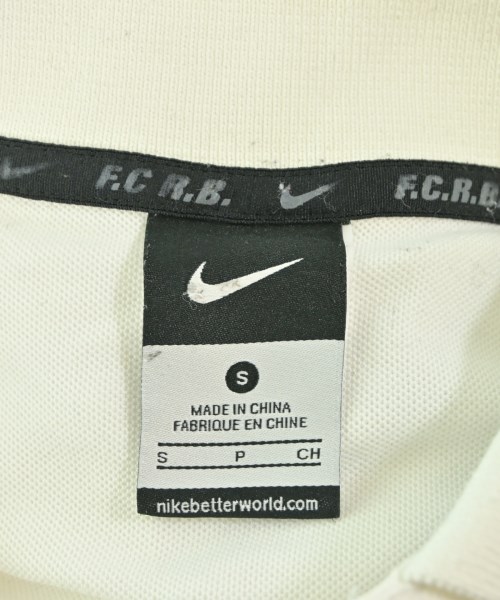 F.C R.B.
F.C.R.B.
S
MADE IN CHINA
FABRIQUE EN CHINE
S P CH
nikebetterworld.com